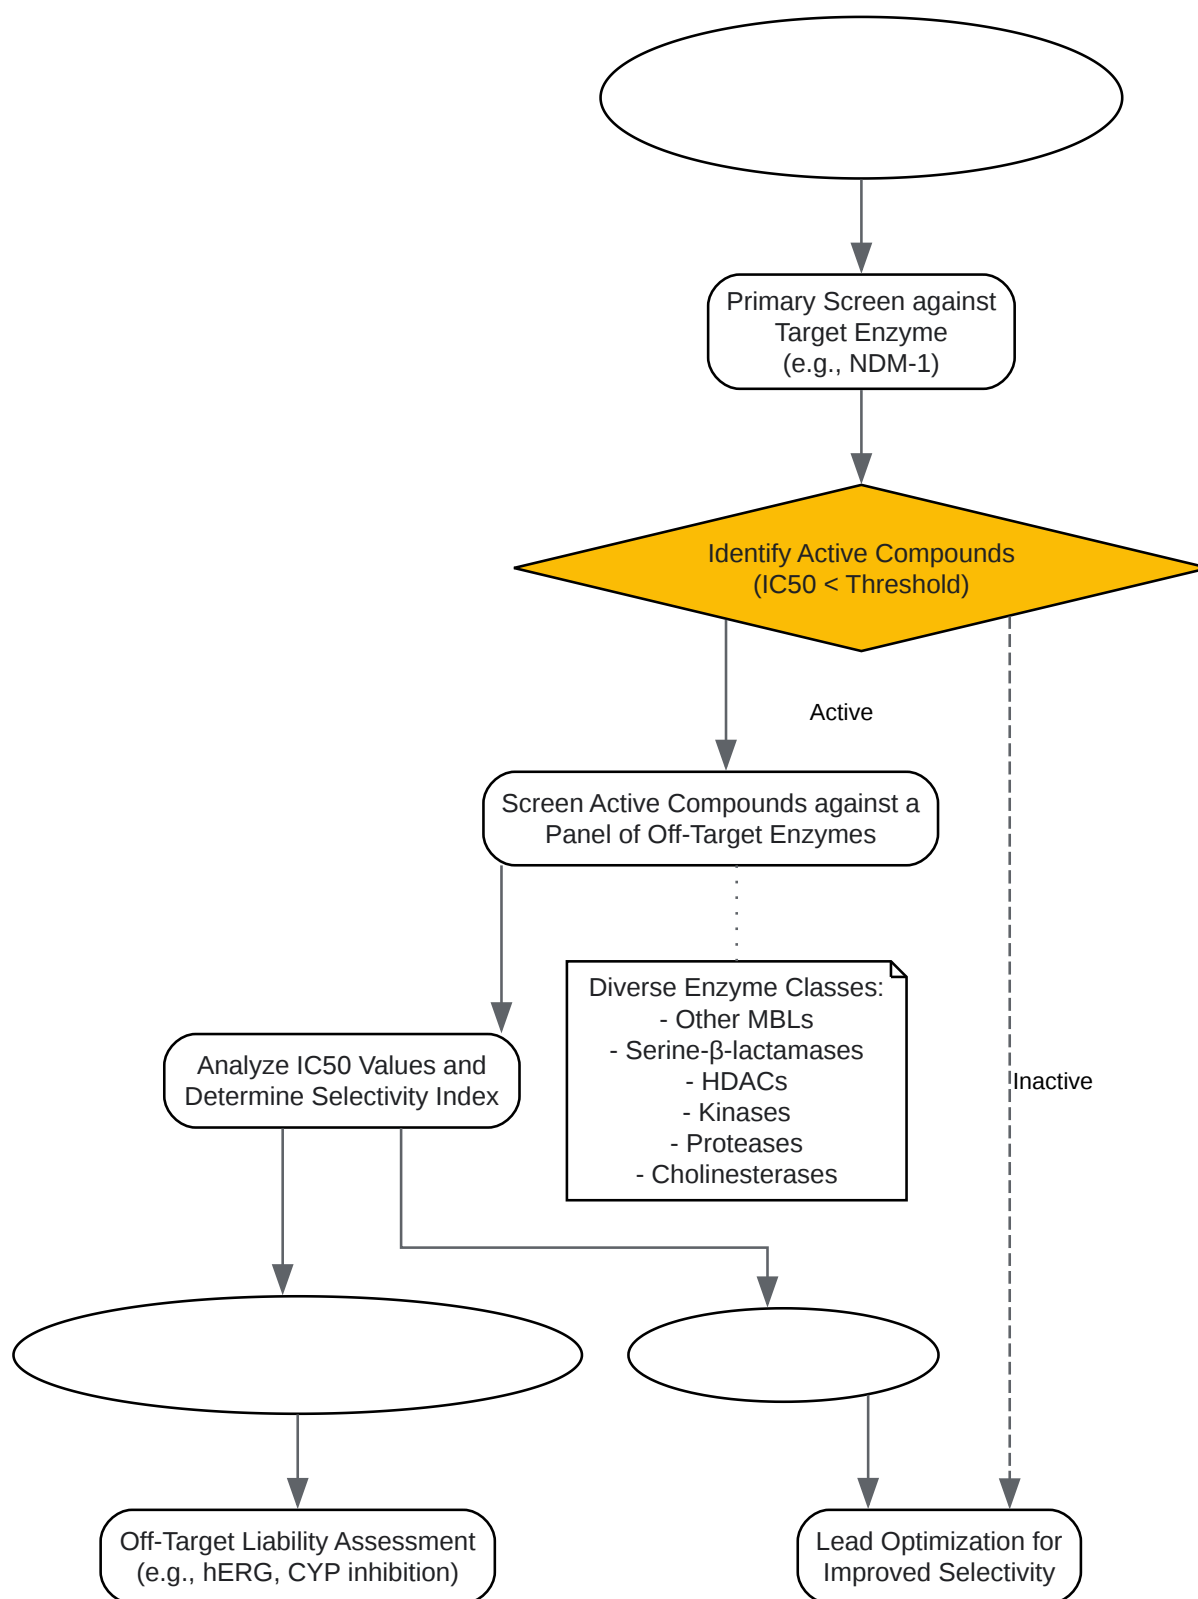 Primary Screen against
Target Enzyme
(e.g., NDM-1)
Identify Active Compounds
(IC50 < Threshold)
Active
Screen Active Compounds against a
Panel of Off-Target Enzymes
Diverse Enzyme Classes:
- Other MBLs
- Serine-β-lactamases
- HDACs
- Kinases
- Proteases
- Cholinesterases
Analyze IC50 Values and
Determine Selectivity Index
Inactive
Off-Target Liability Assessment
(e.g., hERG, CYP inhibition)
Lead Optimization for
Improved Selectivity